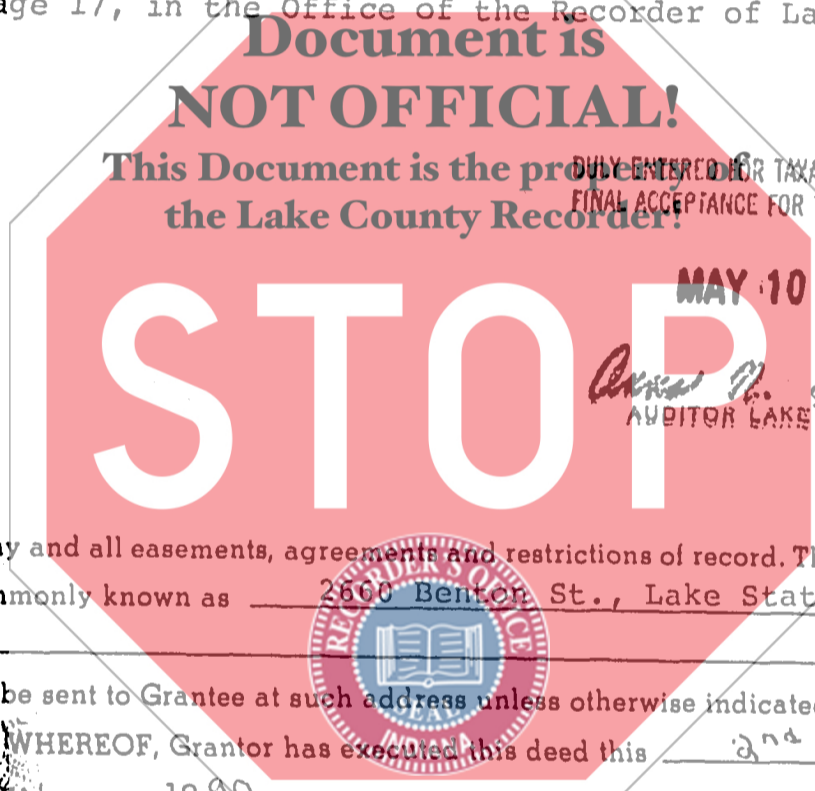 age 17, in the Office of the Recorder of La
Document is
NOT OFFICIAL!
This Document is the property of
the Lake County Recorder!
DULY ENTERED FOR TAXA
FINAL ACCEPTANCE FOR
MAY 10
AUDITOR LAKE
STOP
y and all easements, agreements and restrictions of record. Th
mmonly known as 2660 Benton St., Lake Stat
RECORDER'S OFFICE
SEAL
INDIANA
be sent to Grantee at such address unless otherwise indicate
WHEREOF, Grantor has executed this deed this 2nd